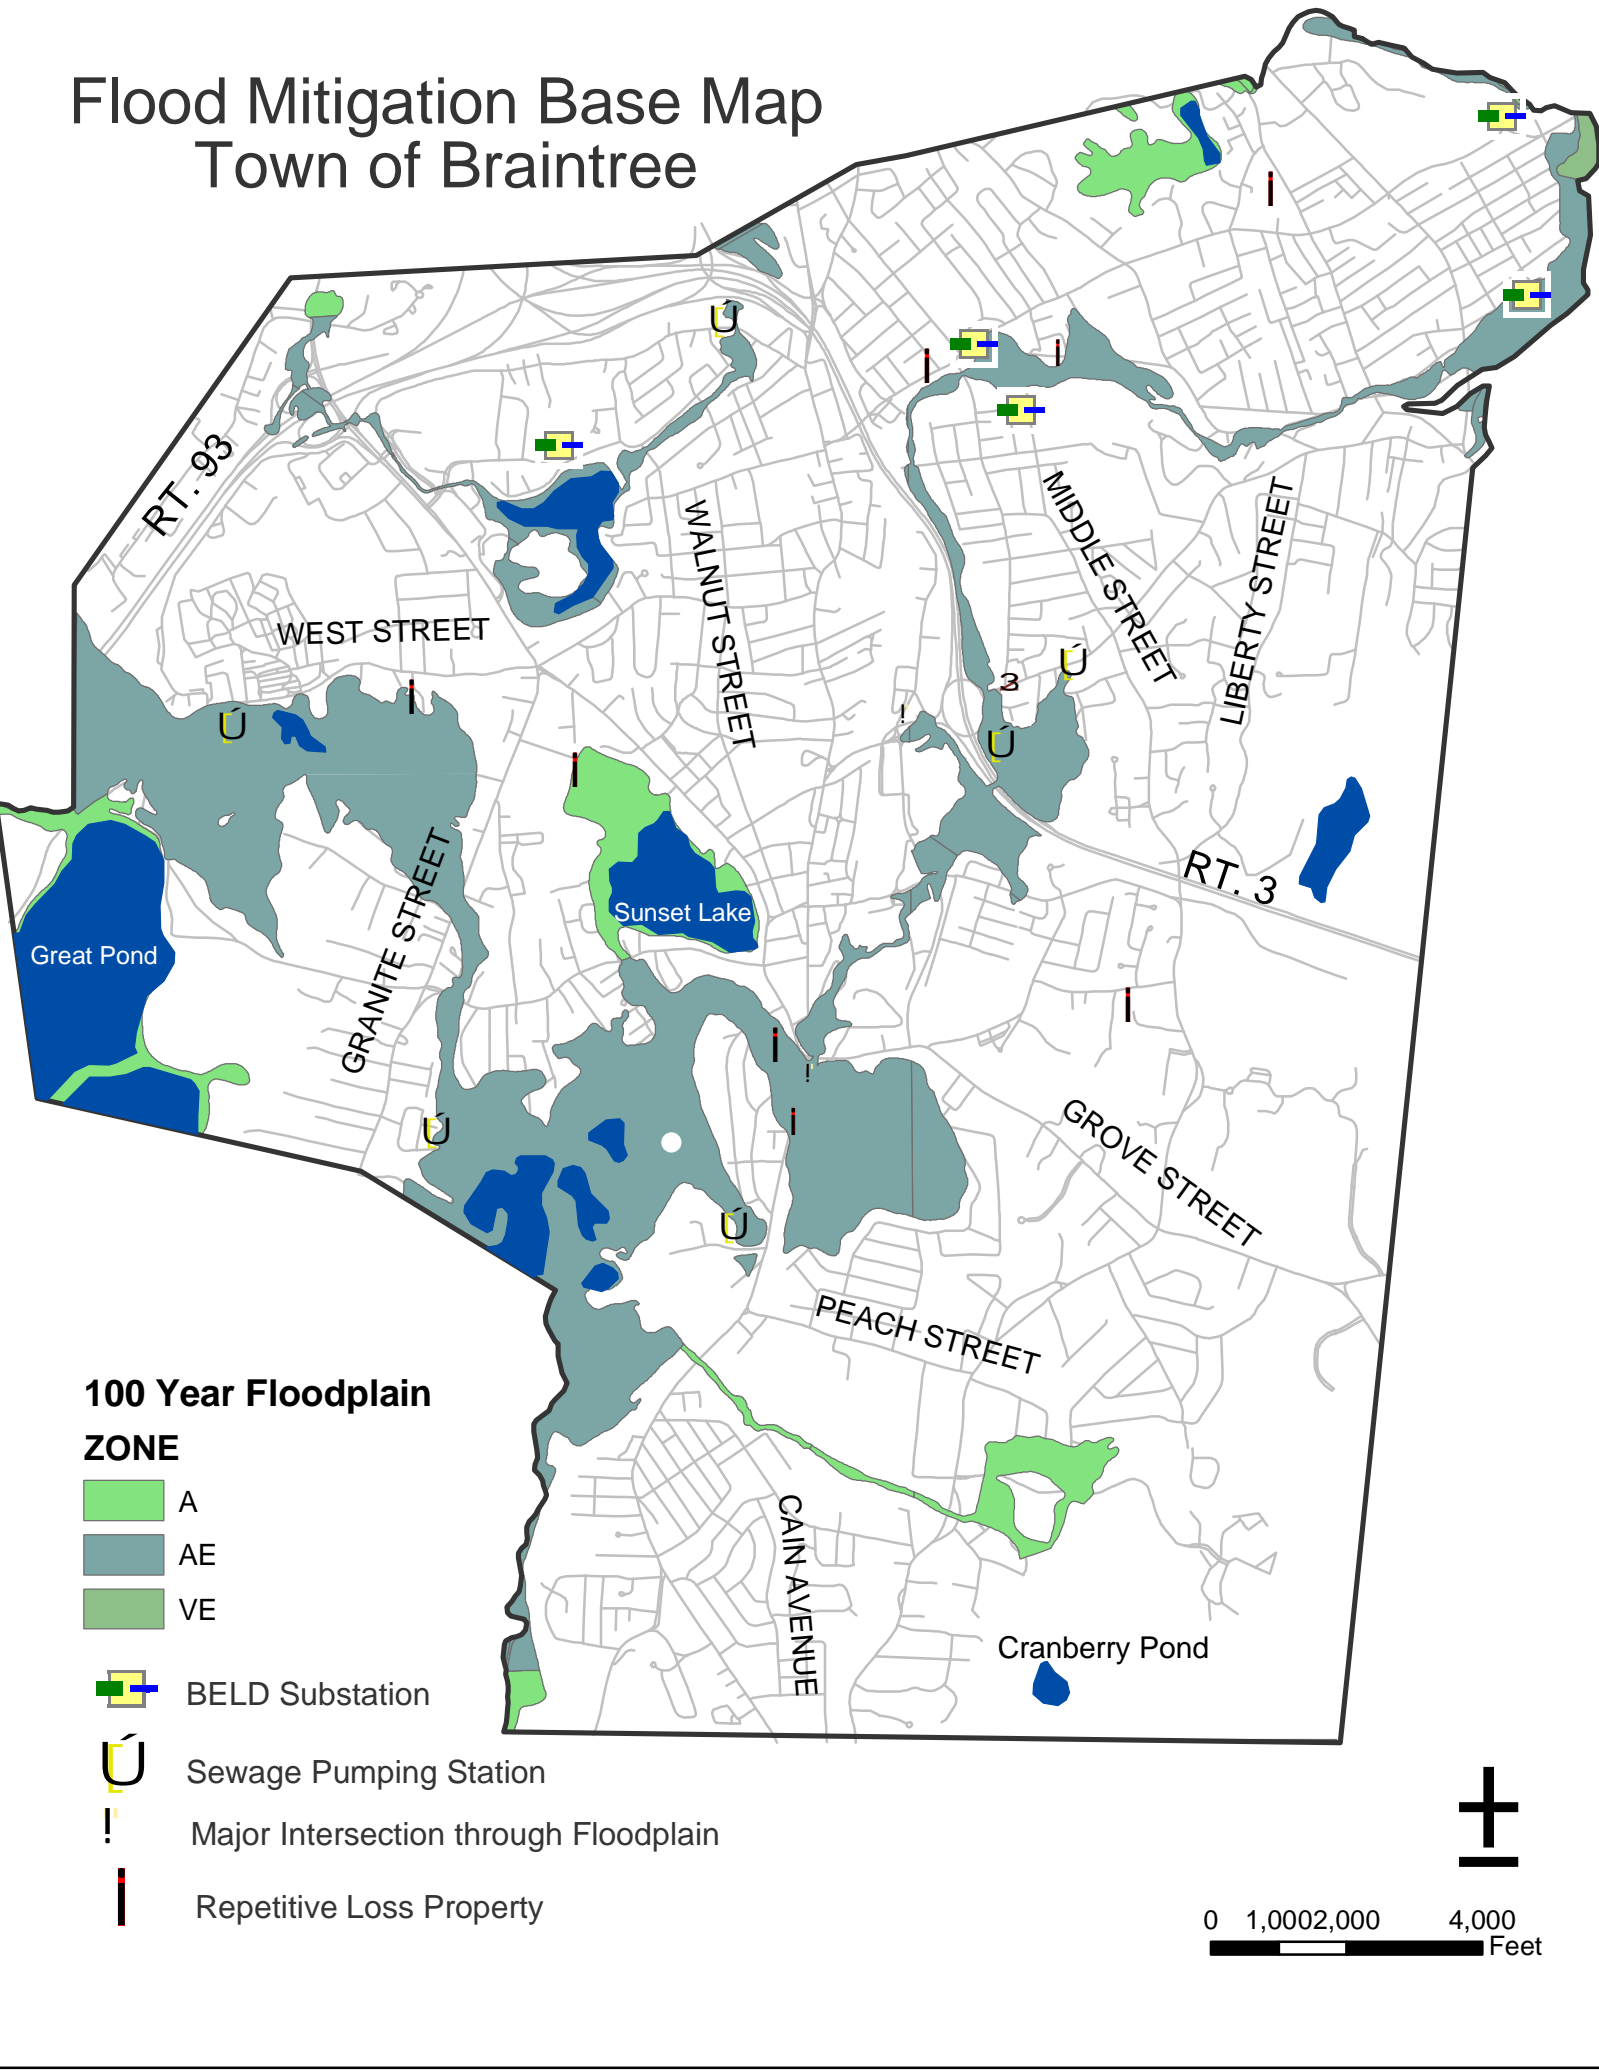 Flood Mitigation Base Map
Town of Braintree
RT. 93
WALNUT STREET
MIDDLE STREET
LIBERTY STREET
WEST STREET
RT. 3
Sunset Lake
Great Pond
GRANITE STREET
GROVE STREET
PEACH STREET
CAIN AVENUE
Cranberry Pond
100 Year Floodplain
ZONE
A
AE
VE
BELD Substation
Sewage Pumping Station
Major Intersection through Floodplain
Repetitive Loss Property
0 1,000 2,000 4,000
Feet